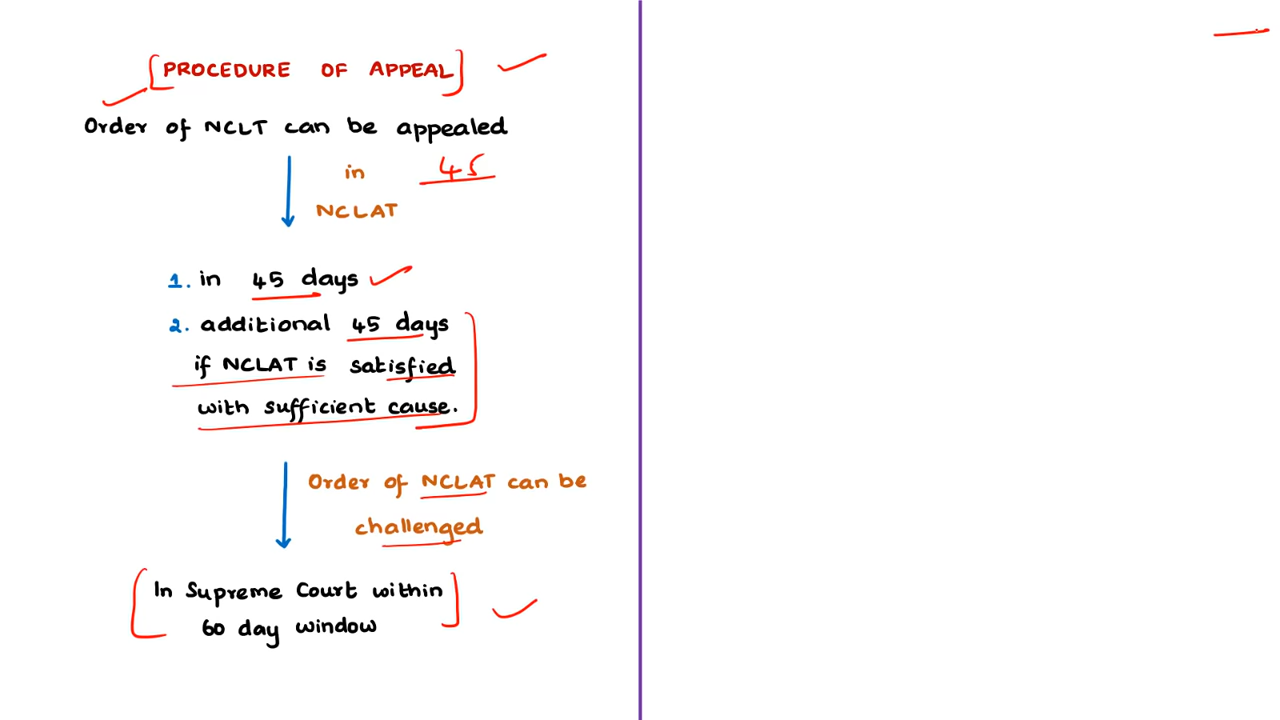 [PROCEDURE OF APPEAL]
Order of NCLT can be appealed
in 45
NCLAT
1. in 45 days
2. additional 45 days
if NCLAT is satisfied
with sufficient cause.
Order of NCLAT can be
challenged
[In Supreme Court within
60 day window]